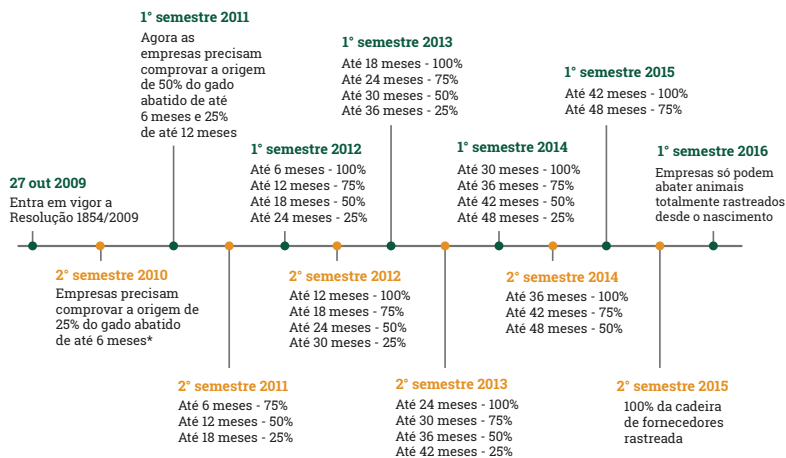 27 out 2009
Entra em vigor a
Resolução 1854/2009
2° semestre 2010
Empresas precisam
comprovar a origem de
25% do gado abatido
de até 6 meses*
1° semestre 2011
Agora as
empresas precisam
comprovar a origem
de 50% do gado
abatido de até
6 meses e 25%
de até 12 meses
2° semestre 2011
Até 6 meses - 75%
Até 12 meses - 50%
Até 18 meses - 25%
1° semestre 2012
Até 6 meses - 100%
Até 12 meses - 75%
Até 18 meses - 50%
Até 24 meses - 25%
2° semestre 2012
Até 12 meses - 100%
Até 18 meses - 75%
Até 24 meses - 50%
Até 30 meses - 25%
1° semestre 2013
Até 18 meses - 100%
Até 24 meses - 75%
Até 30 meses - 50%
Até 36 meses - 25%
2° semestre 2013
Até 24 meses - 100%
Até 30 meses - 75%
Até 36 meses - 50%
Até 42 meses - 25%
1° semestre 2014
Até 30 meses - 100%
Até 36 meses - 75%
Até 42 meses - 50%
Até 48 meses - 25%
2° semestre 2014
Até 36 meses - 100%
Até 42 meses - 75%
Até 48 meses - 50%
1° semestre 2015
Até 42 meses - 100%
Até 48 meses - 75%
2° semestre 2015
100% da cadeira
de fornecedores
rastreada
1° semestre 2016
Empresas só podem
abater animais
totalmente rastreados
desde o nascimento